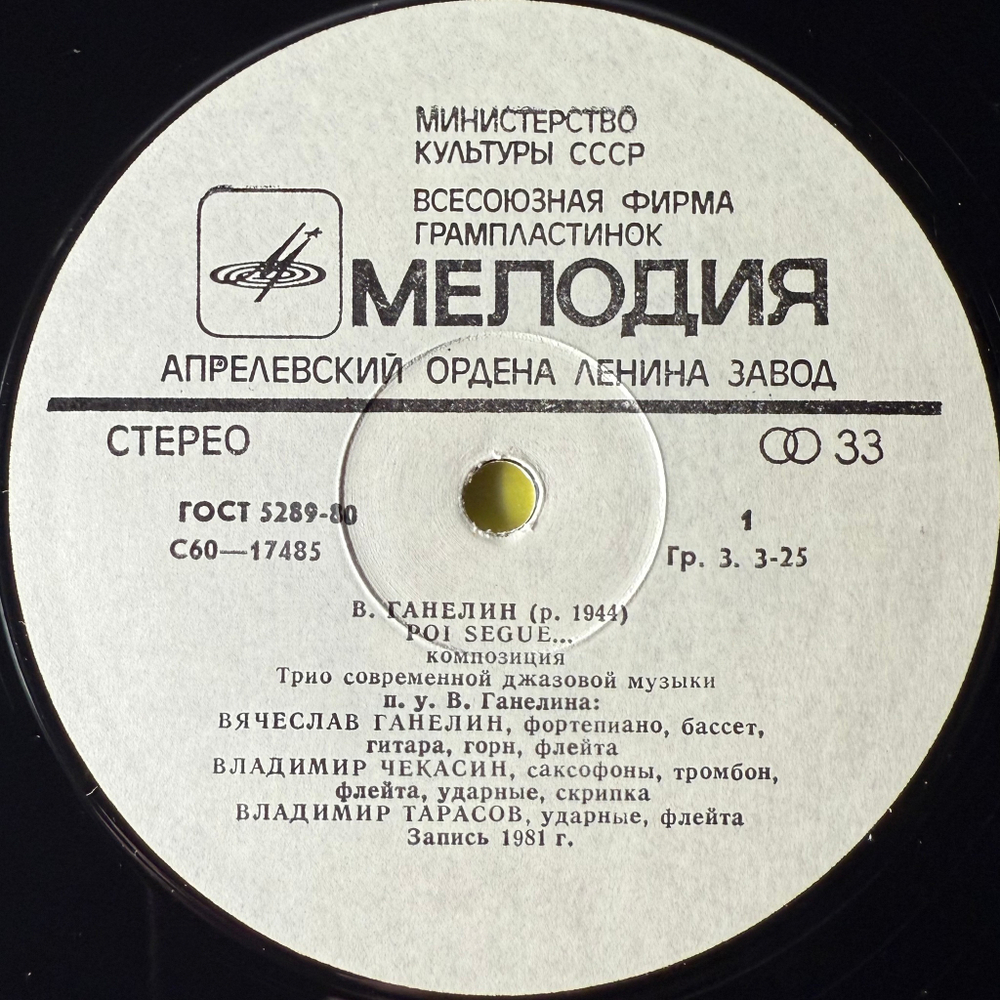 МИНИСТЕРСТВО
КУЛЬТУРЫ СССР
ВСЕСОЮЗНАЯ ФИРМА
ГРАМПЛАСТИНОК
МЕЛОДИЯ
АПРЕЛЕВСКИЙ ОРДЕНА ЛЕНИНА ЗАВОД
СТЕРЕО
33
ГОСТ 5289-80
С60—17485
1
Гр. 3. 3-25
В. ГАНЕЛИН (р. 1944)
POI SEGUE...
композиция
Трио современной джазовой музыки
п. у. В. Ганелина:
ВЯЧЕСЛАВ ГАНЕЛИН, фортепиано, бассет,
гитара, горн, флейта
ВЛАДИМИР ЧЕКАСИН, саксофоны, тромбон,
флейта, ударные, скрипка
ВЛАДИМИР ТАРАСОВ, ударные, флейта
Запись 1981 г.